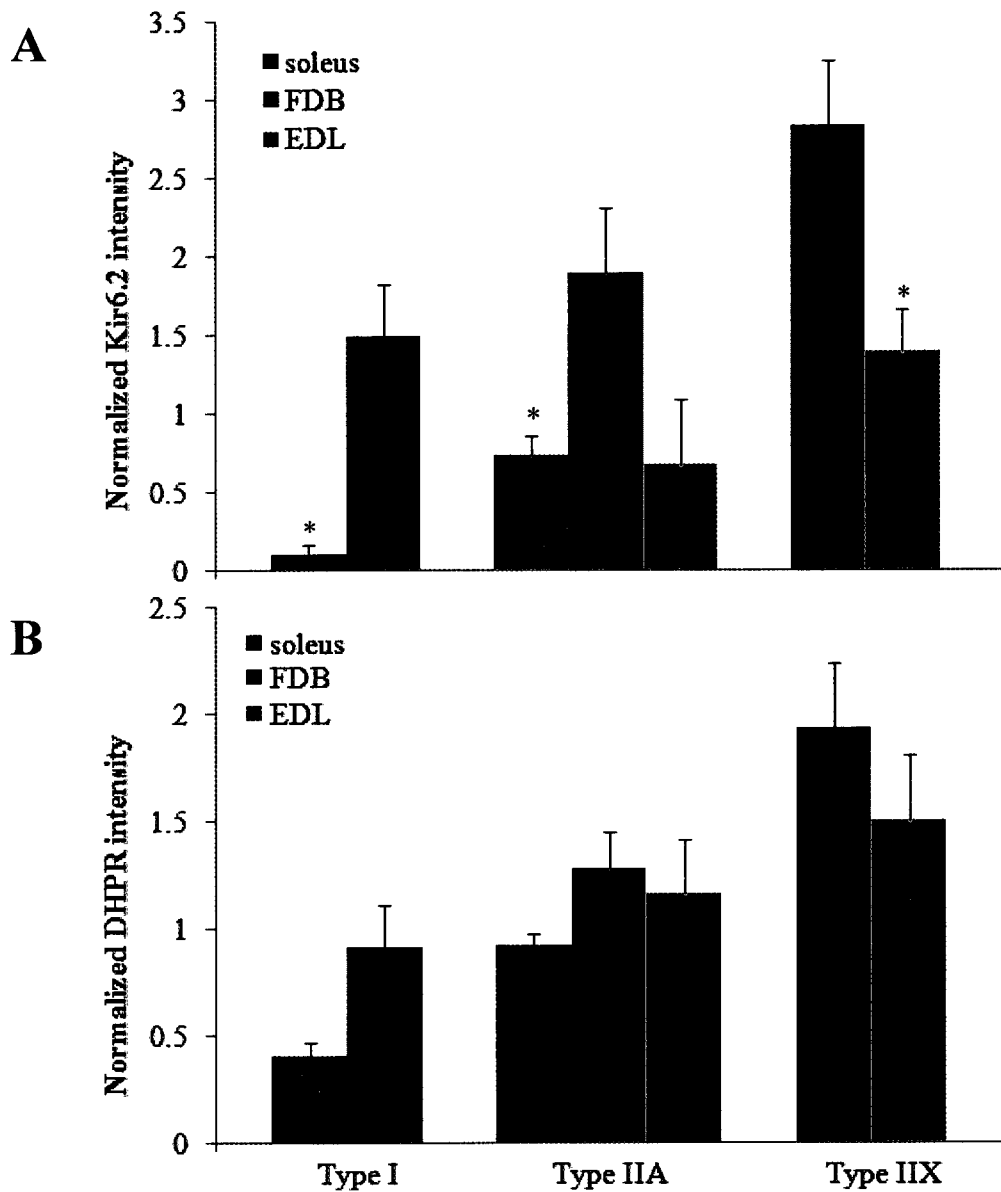 A
Normalized Kir6.2 intensity
3.5
3
2.5
2
1.5
1
0.5
0
soleus
FDB
EDL
*
*
*
B
Normalized DHPR intensity
2.5
2
1.5
1
0.5
0
soleus
FDB
EDL
Type I
Type IIA
Type IIX